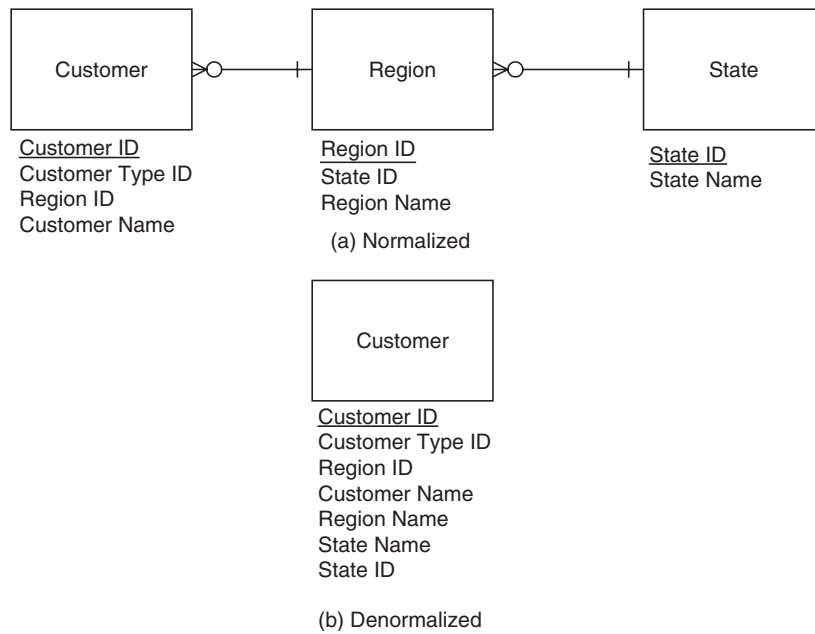 Customer
Region
State
Customer ID
Customer Type ID
Region ID
Customer Name
Region ID
State ID
Region Name
State ID
State Name
(a) Normalized
Customer
Customer ID
Customer Type ID
Region ID
Customer Name
Region Name
State Name
State ID
(b) Denormalized